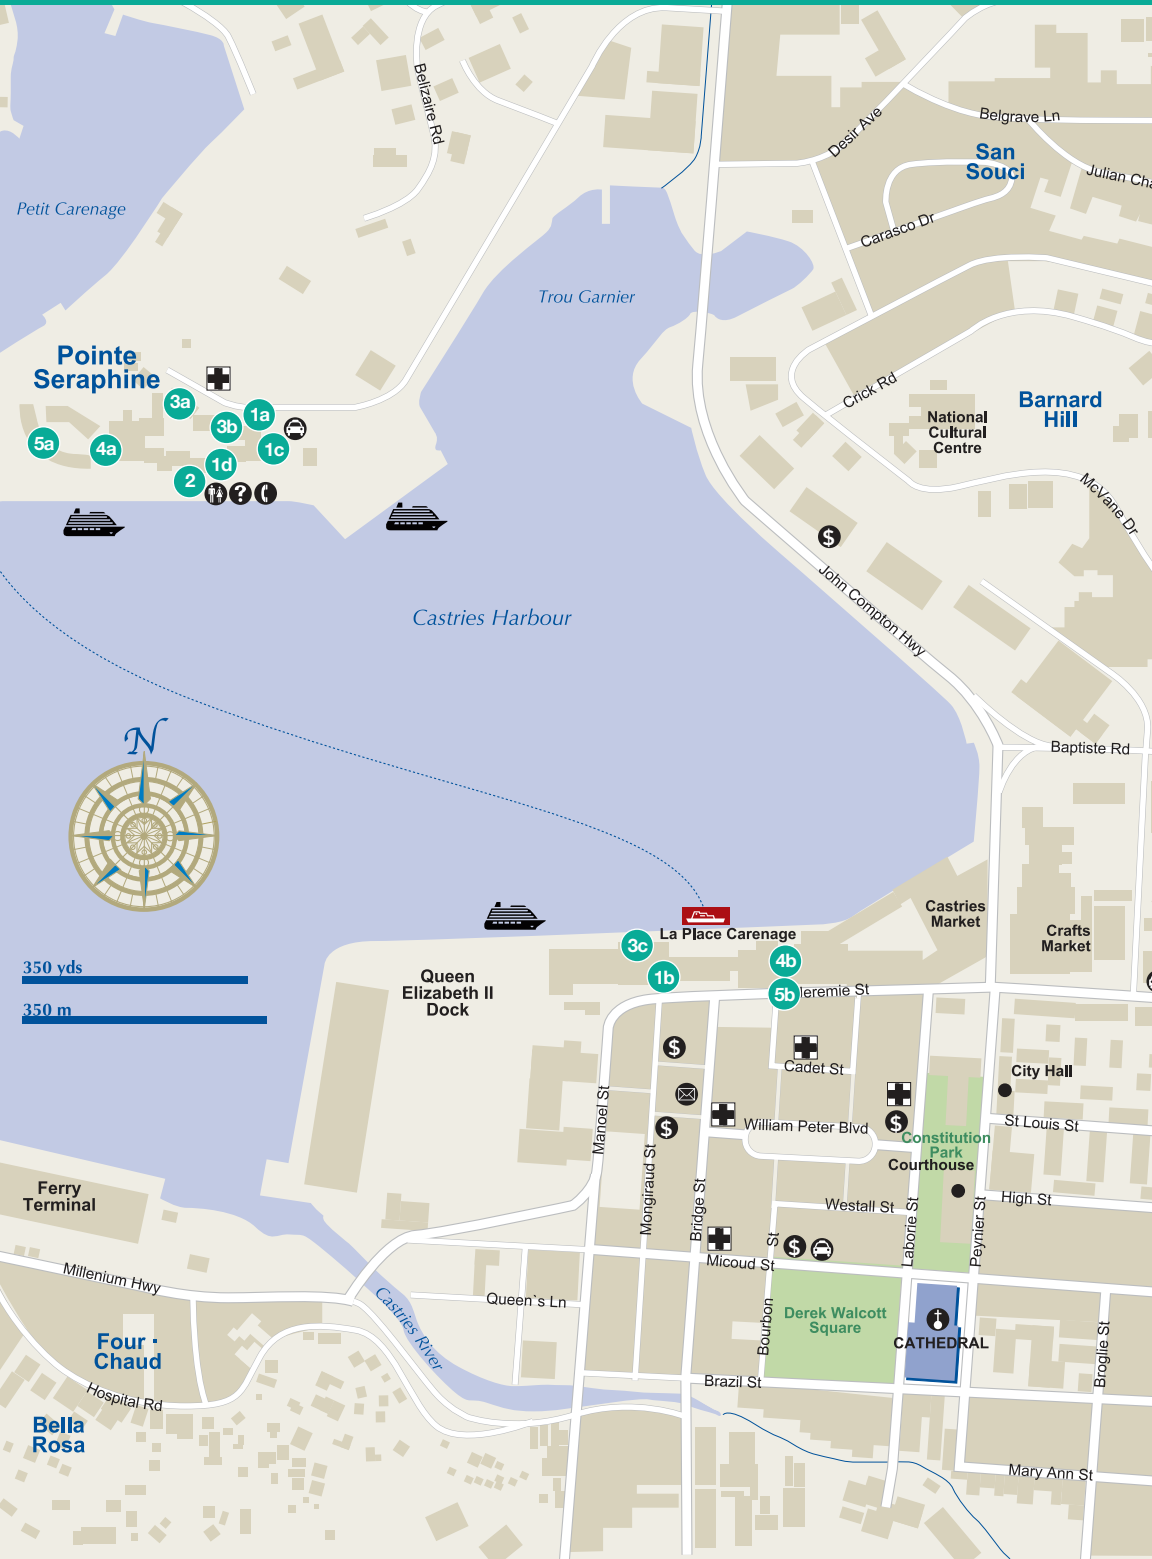 Belizaire Rd
Desir Ave
Belgrave Ln
San
Souci
Julian Cha
Petit Carenage
Carasco Dr
Trou Garnier
Pointe
Seraphine
3a
1a
3b
5a
4a
1c
1d
2
?
Crick Rd
National
Cultural
Centre
Barnard
Hill
McVane Dr
$
John Compton Hwy
Castries Harbour
N
Baptiste Rd
Castries
Market
Crafts
Market
La Place Carenage
3c
4b
1b
5b
Jeremie St
350 yds
350 m
Queen
Elizabeth II
Dock
$
Cadet St
City Hall
Manoel St
$
William Peter Blvd
$
St Louis St
Constitution
Park
Courthouse
Mongiraud St
Bridge St
Westall St
Laborie St
Peynier St
High St
Ferry
Terminal
Millenium Hwy
Micoud St
$
Bourbon St
Queen`s Ln
Castries River
Derek Walcott
Square
CATHEDRAL
Broglie St
Four ·
Chaud
Hospital Rd
Brazil St
Bella
Rosa
Mary Ann St